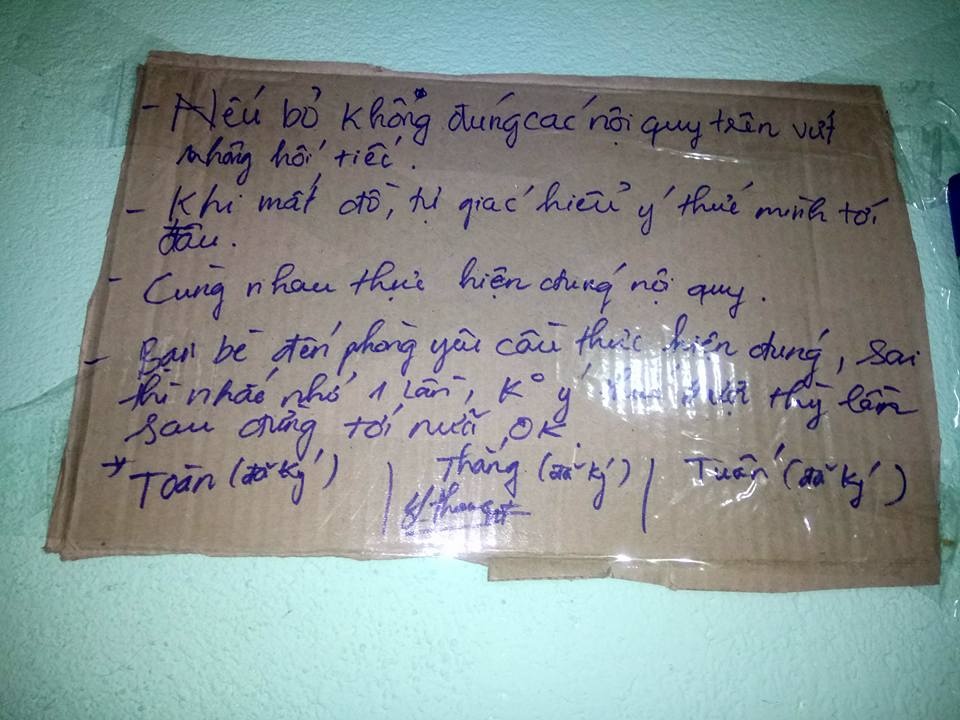 - Nếu bỏ không đúng các nội quy trên vứt
không hối tiếc.
- Khi mất đồ, tự giác hiểu ý thức mình tới
đâu.
- Cùng nhau thực hiện đúng nội quy.
- Bạn bè đến phòng yêu cầu thực hiện đúng, sai
thì nhắc nhở 1 lần, K° ý được thì lần
sau đừng tới nữa, OK.
* Toàn (đã ký) | Thắng (đã ký) | Tuấn (đã ký)